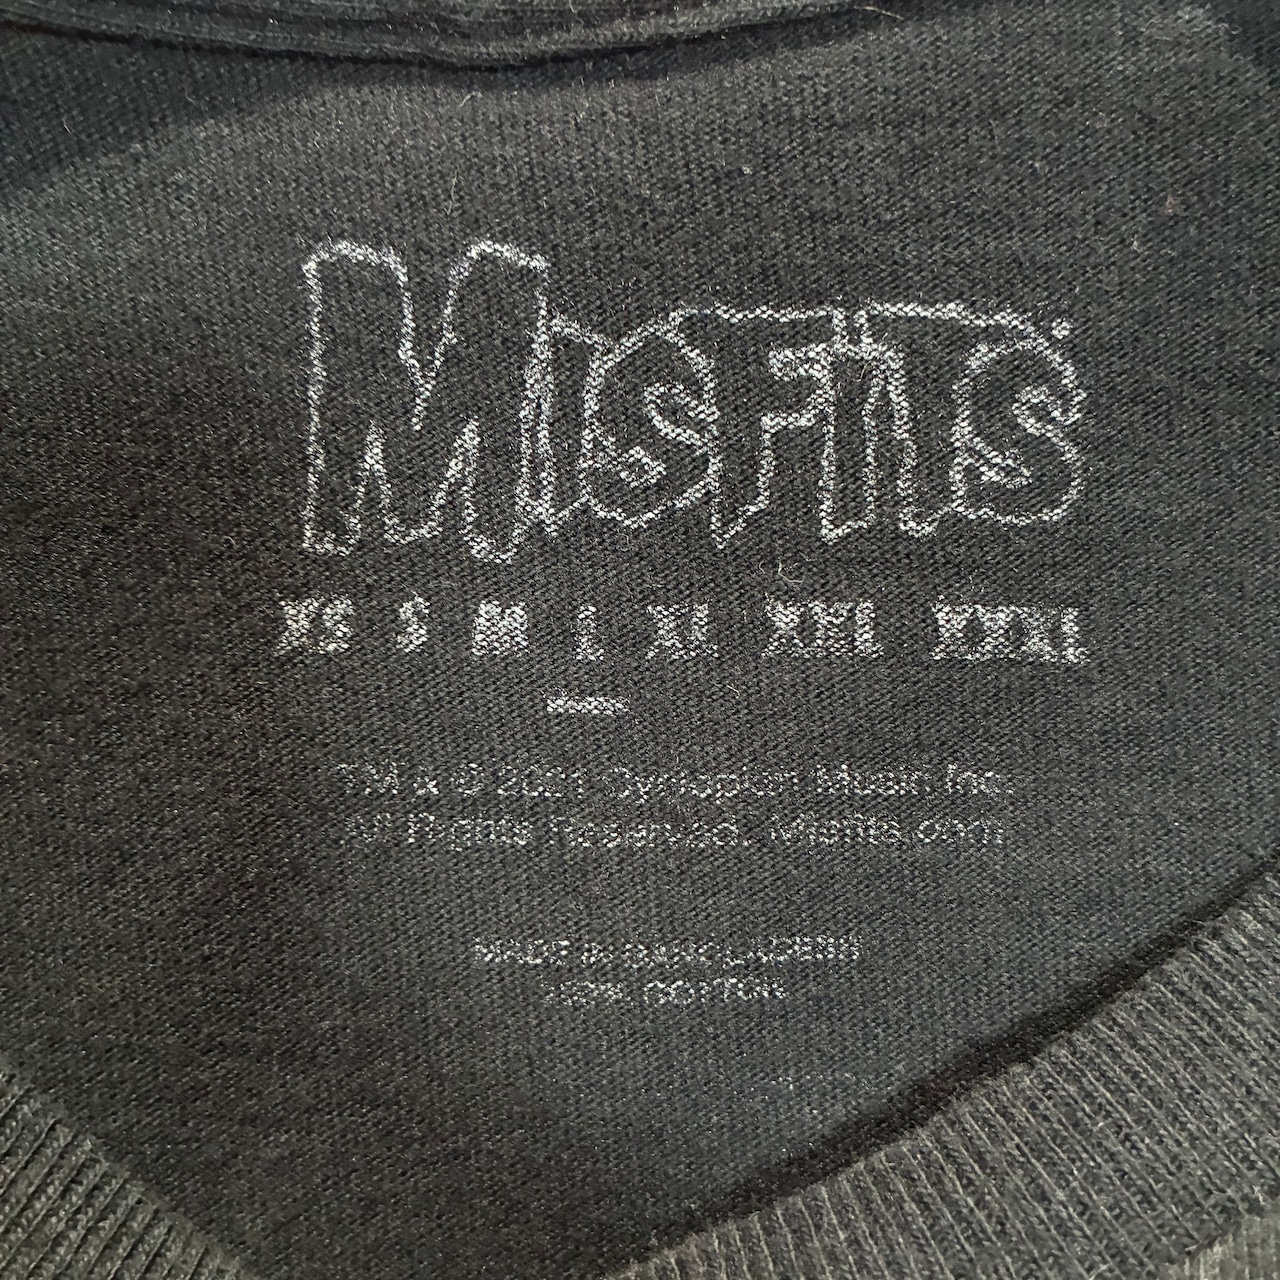 MISFITS
XS S M L XL XXL XXXL
TM & © 2021 Cyclopian Music, Inc.
All Rights Reserved. Misfits.com
MADE IN BANGLADESH
100% COTTON